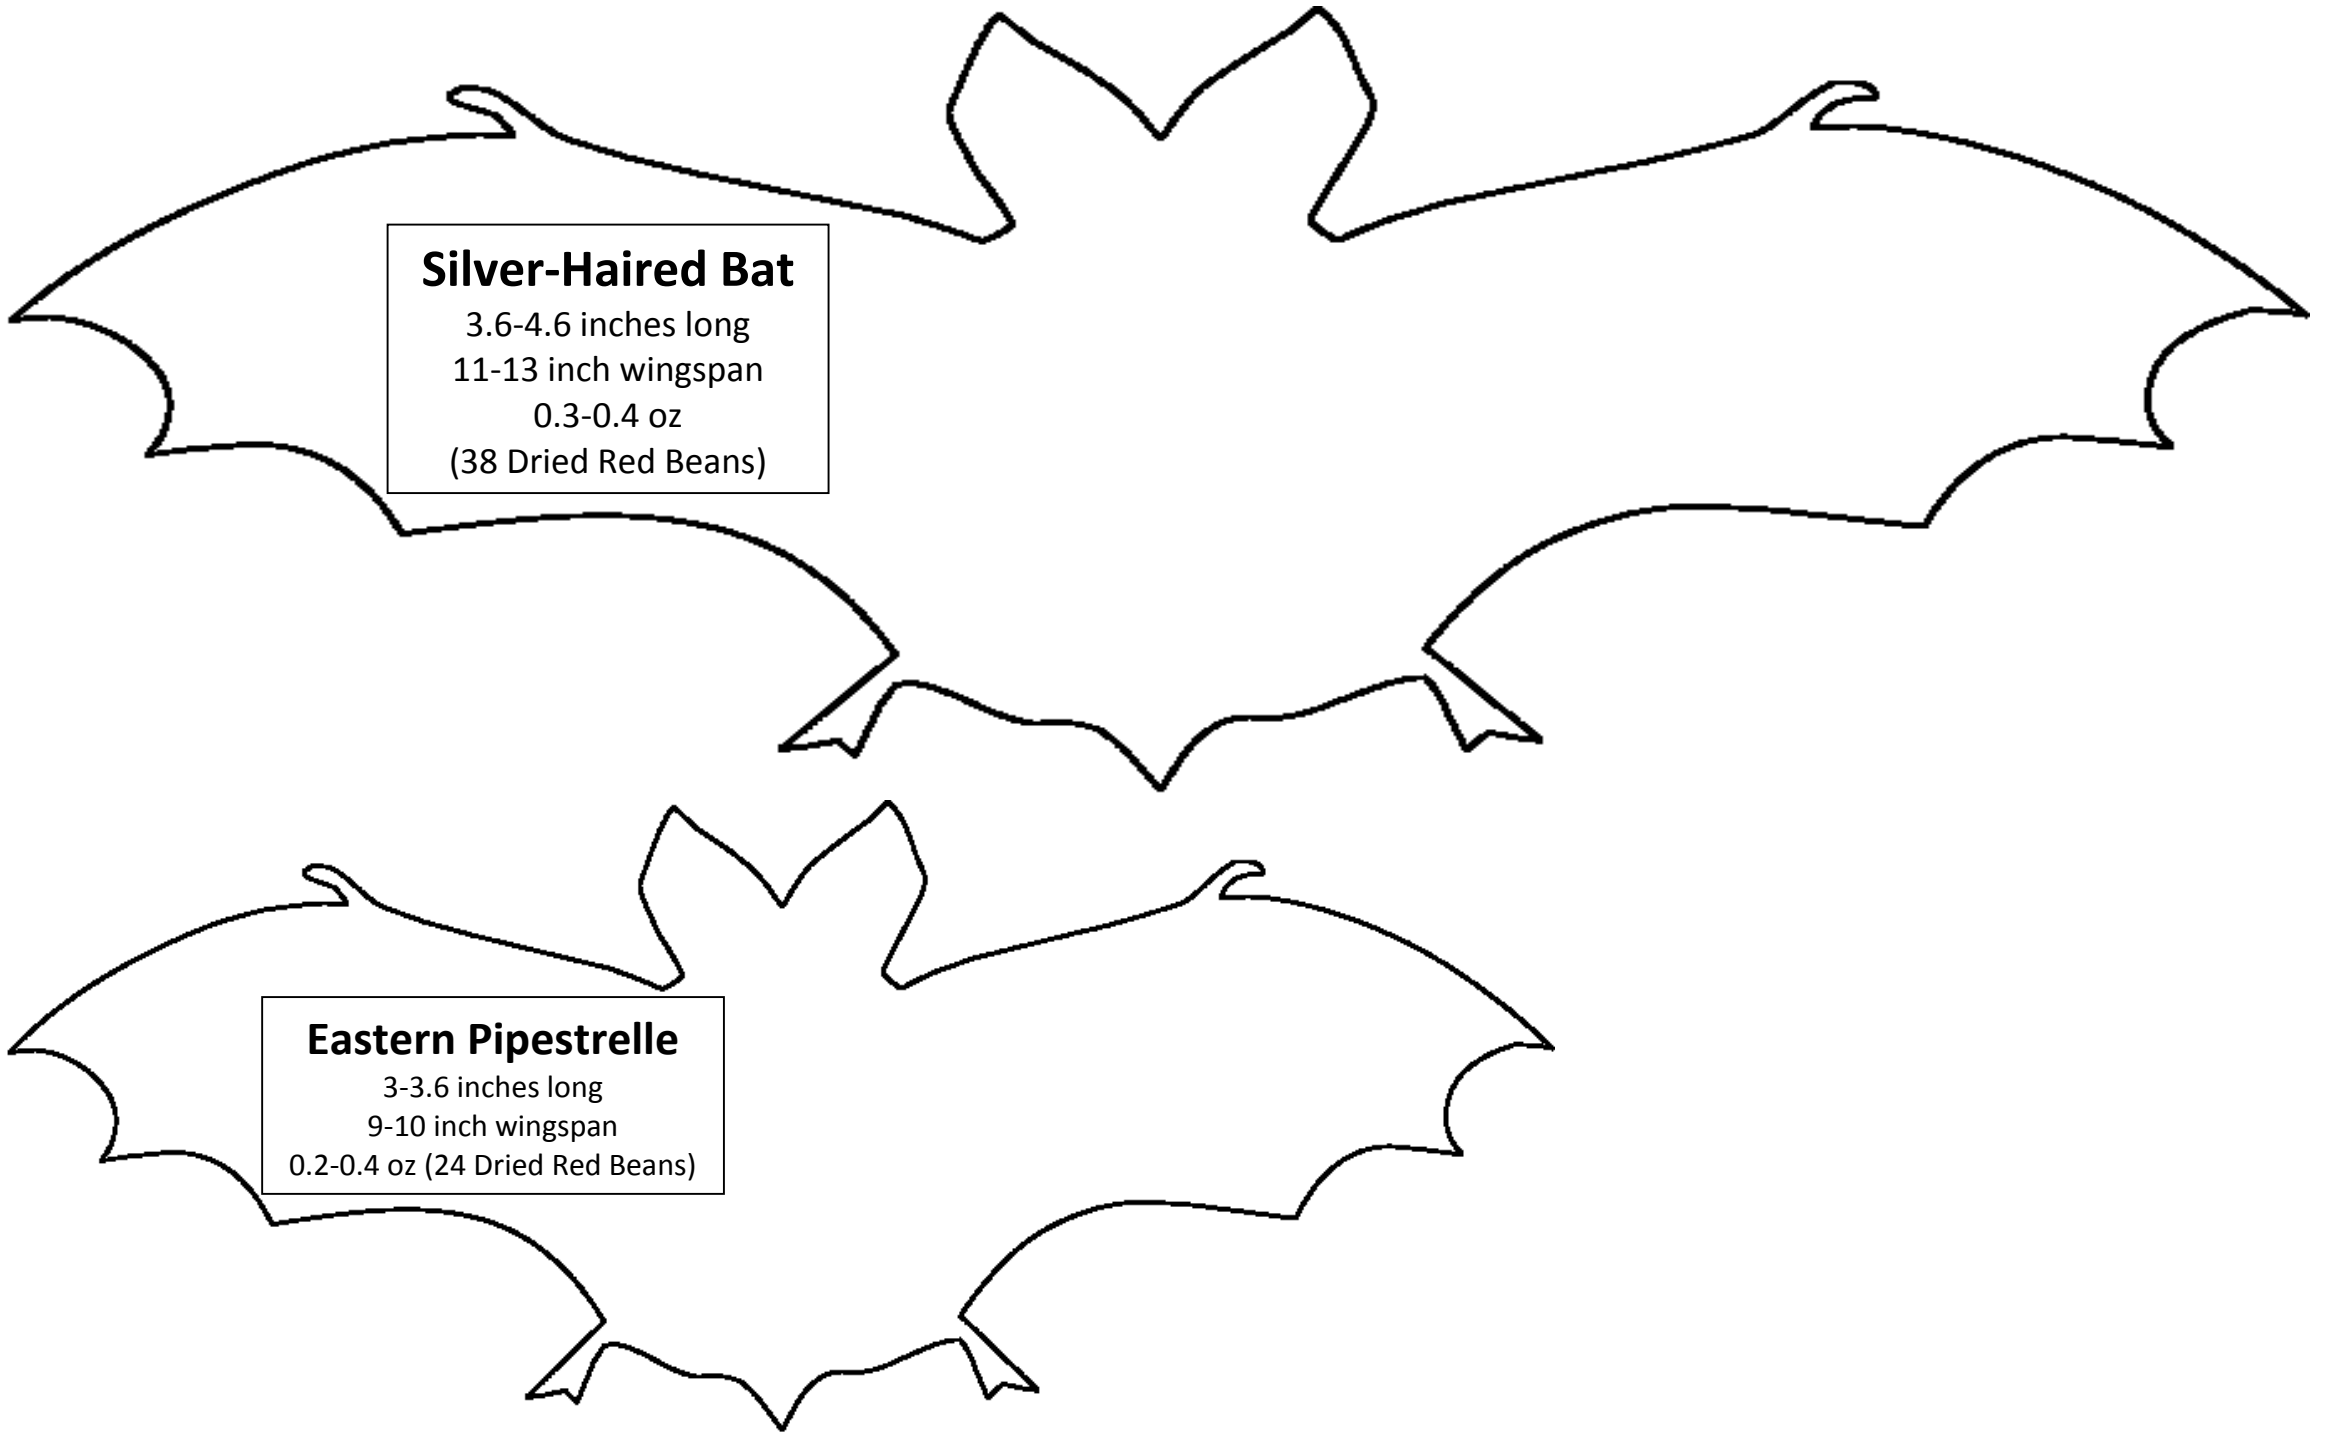 Silver-Haired Bat
3.6-4.6 inches long
11-13 inch wingspan
0.3-0.4 oz
(38 Dried Red Beans)
Eastern Pipestrelle
3-3.6 inches long
9-10 inch wingspan
0.2-0.4 oz (24 Dried Red Beans)